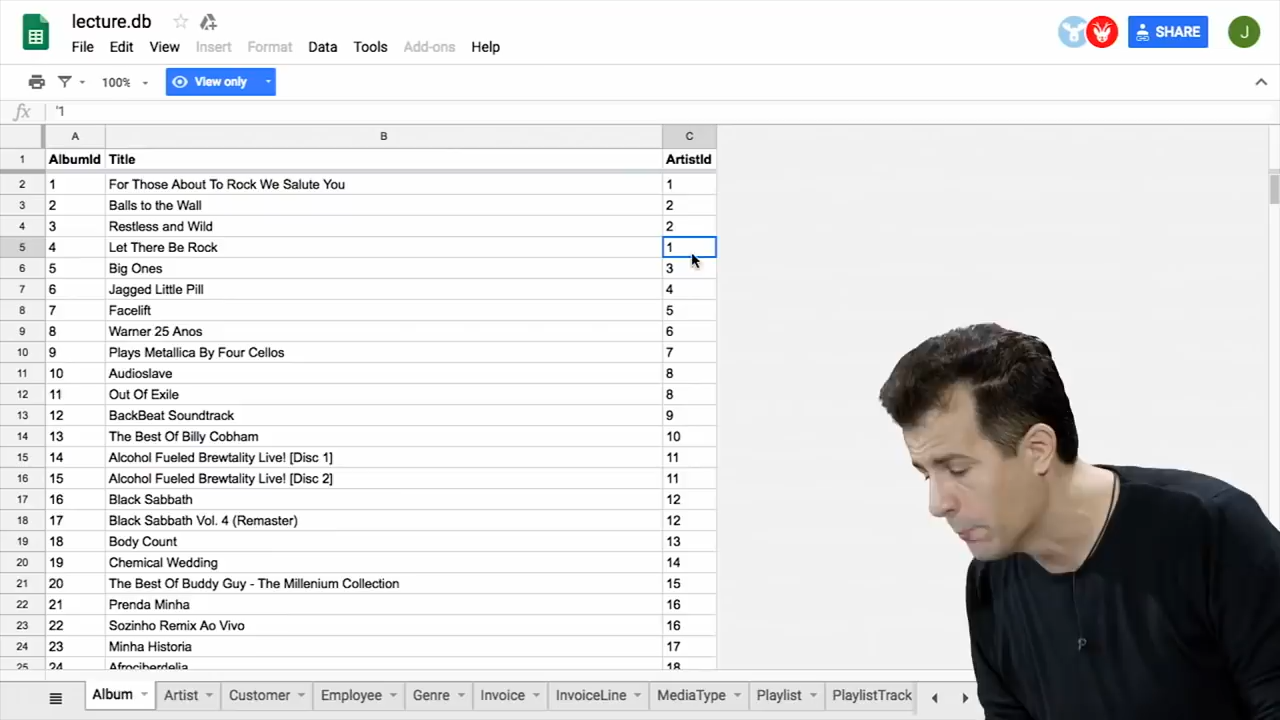 lecture.db
SHARE
J
File Edit View Insert Format Data Tools Add-ons Help
100% View only
fx '1
A B C
1 AlbumId Title ArtistId
2 1 For Those About To Rock We Salute You 1
3 2 Balls to the Wall 2
4 3 Restless and Wild 2
5 4 Let There Be Rock 1
6 5 Big Ones 3
7 6 Jagged Little Pill 4
8 7 Facelift 5
9 8 Warner 25 Anos 6
10 9 Plays Metallica By Four Cellos 7
11 10 Audioslave 8
12 11 Out Of Exile 8
13 12 BackBeat Soundtrack 9
14 13 The Best Of Billy Cobham 10
15 14 Alcohol Fueled Brewtality Live! [Disc 1] 11
16 15 Alcohol Fueled Brewtality Live! [Disc 2] 11
17 16 Black Sabbath 12
18 17 Black Sabbath Vol. 4 (Remaster) 12
19 18 Body Count 13
20 19 Chemical Wedding 14
21 20 The Best Of Buddy Guy - The Millenium Collection 15
22 21 Prenda Minha 16
23 22 Sozinho Remix Ao Vivo 16
24 23 Minha Historia 17
25 24 Afrociberdelia 18
Album Artist Customer Employee Genre Invoice InvoiceLine MediaType Playlist PlaylistTrack